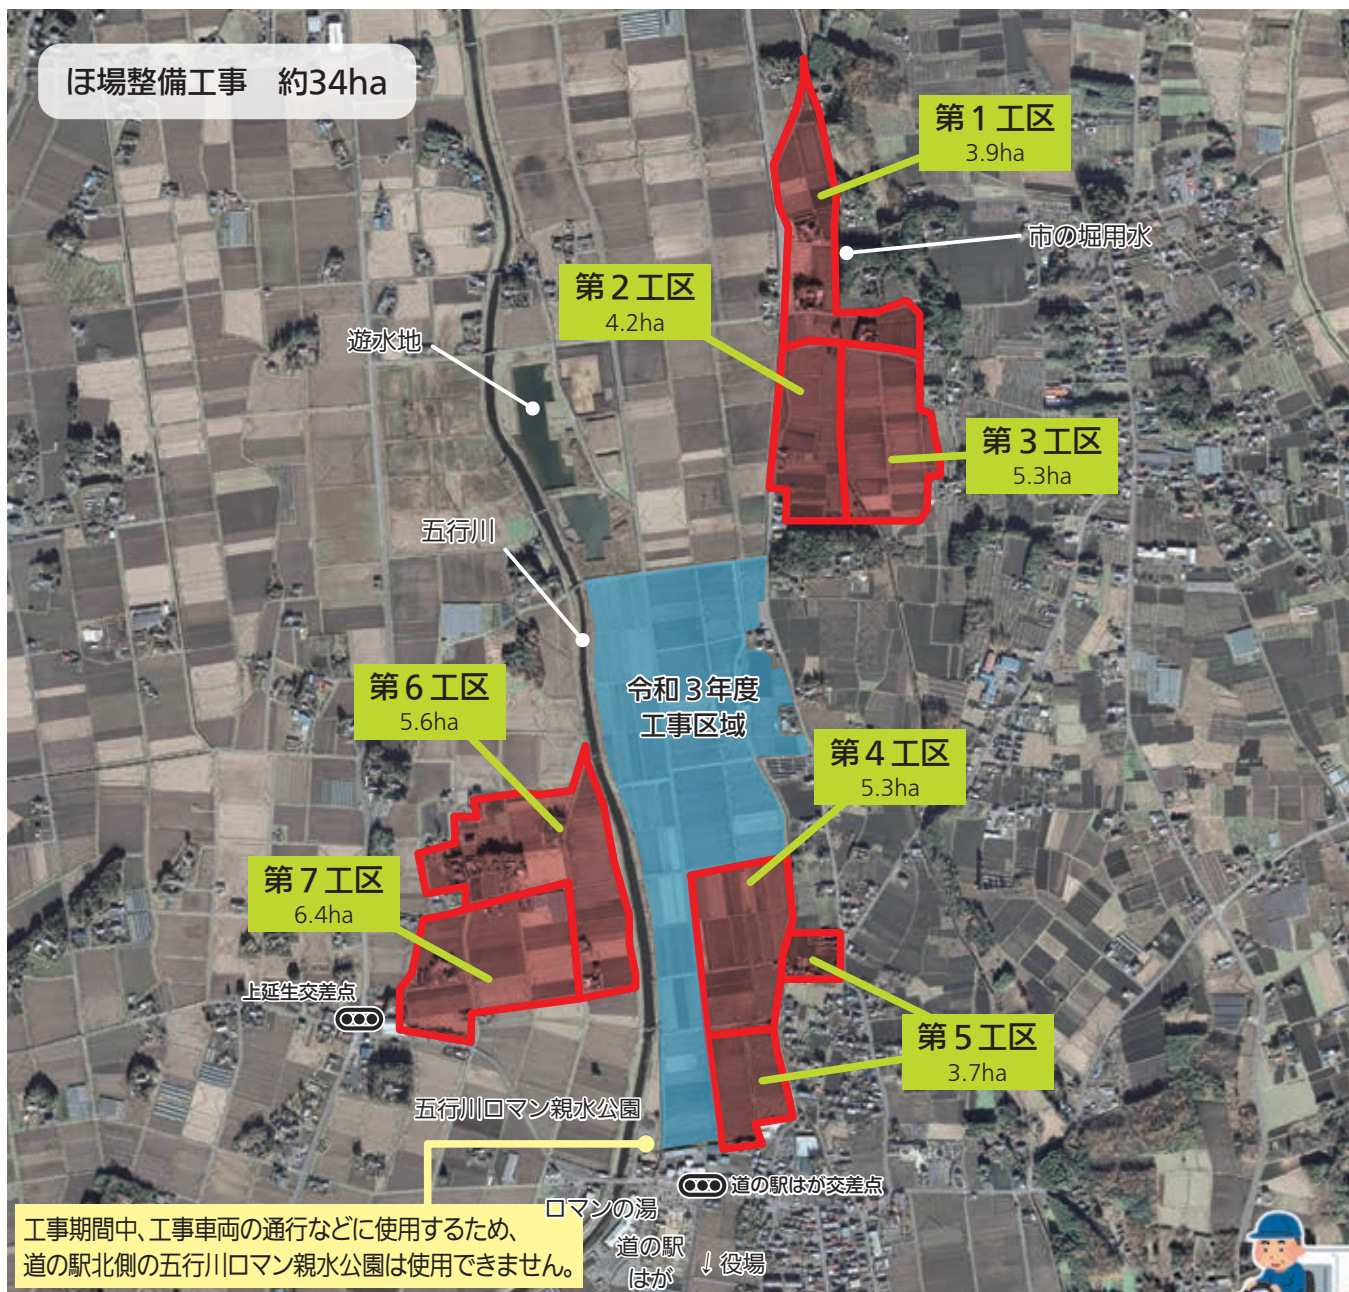 ほ場整備工事　約34ha
第1工区
3.9ha
市の堀用水
第2工区
4.2ha
遊水地
第3工区
5.3ha
五行川
令和3年度
工事区域
第6工区
5.6ha
第4工区
5.3ha
第7工区
6.4ha
上延生交差点
第5工区
3.7ha
五行川ロマン親水公園
道の駅はが交差点
ロマンの湯
道の駅
はが
↓役場
工事期間中、工事車両の通行などに使用するため、
道の駅北側の五行川ロマン親水公園は使用できません。